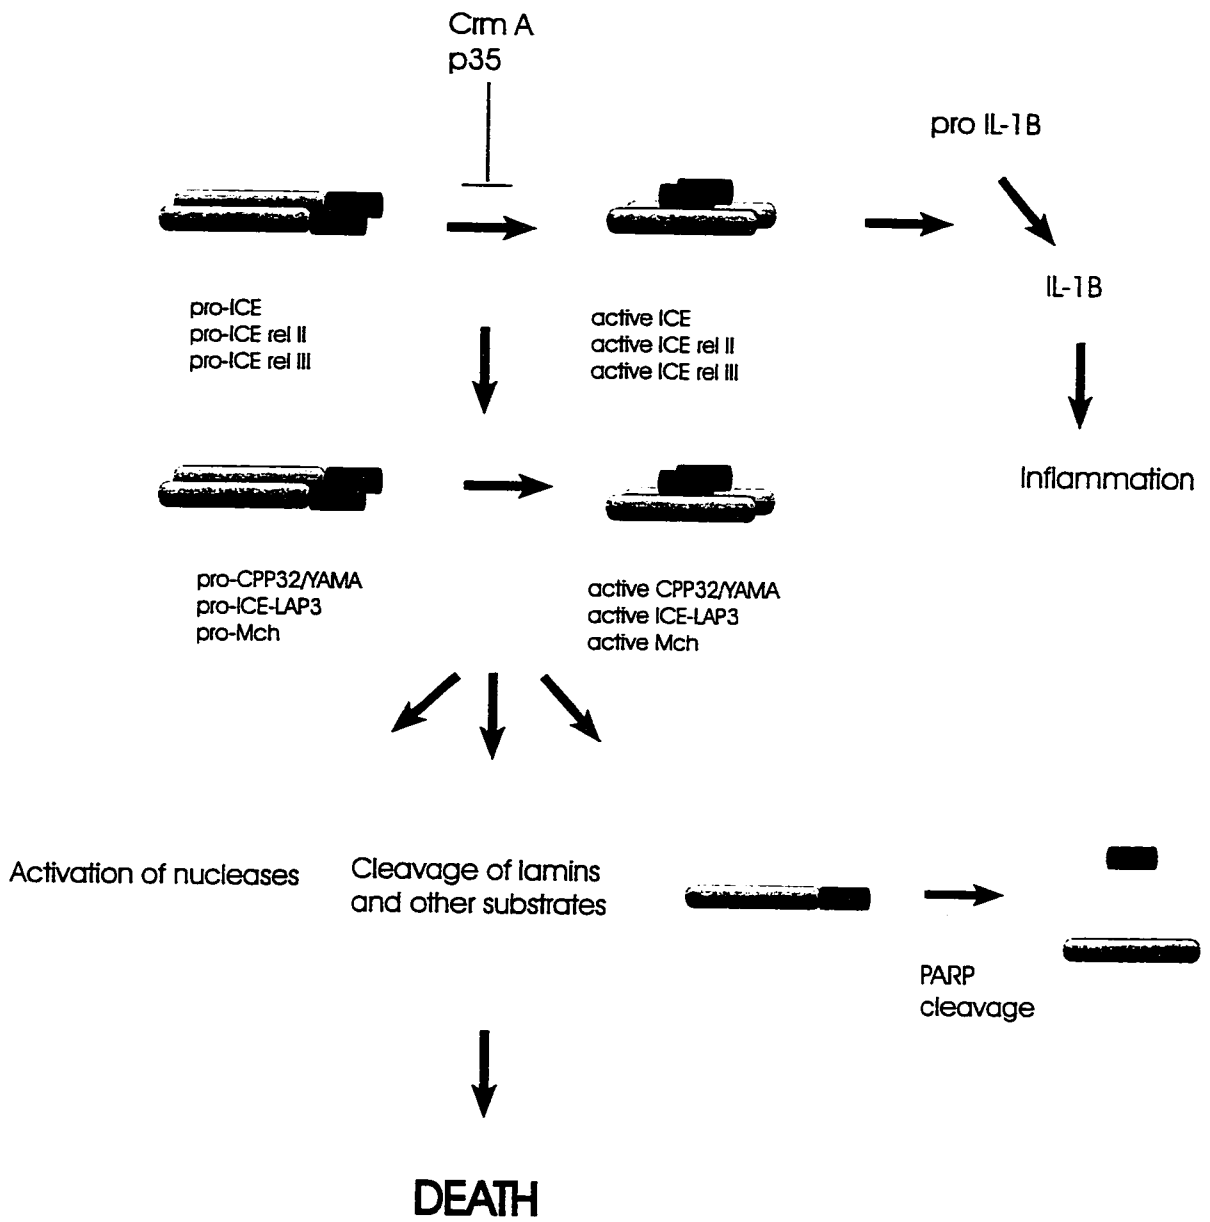 Crm A
p35
pro IL-1B
IL-1B
pro-ICE
pro-ICE rel II
pro-ICE rel III
active ICE
active ICE rel II
active ICE rel III
Inflammation
pro-CPP32/YAMA
pro-ICE-LAP3
pro-Mch
active CPP32/YAMA
active ICE-LAP3
active Mch
Activation of nucleases
Cleavage of lamins
and other substrates
PARP
cleavage
DEATH